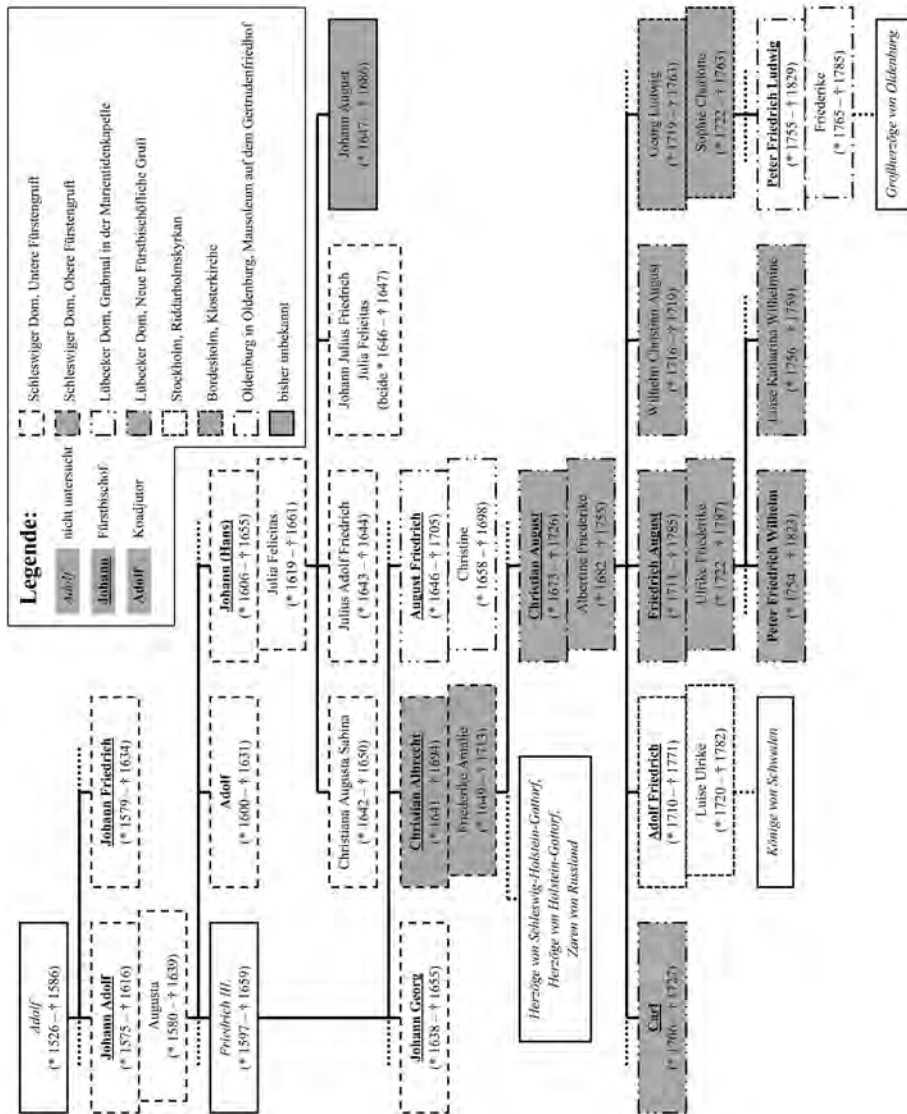 Legende:
Adolf nicht untersucht
Johann Fürstbischof
Adolf Koadjutor
Schleswiger Dom, Untere Fürstengruft
Schleswiger Dom, Obere Fürstengruft
Lübecker Dom, Grabmal in der Marientidenkapelle
Lübecker Dom, Neue Fürstbischöfliche Gruft
Stockholm, Riddarholmskyrkan
Bordesholm, Klosterkirche
Oldenburg in Oldenburg, Mausoleum auf dem Gertrudenfriedhof
bisher unbekannt
Adolf
(* 1526 – † 1586)
Johann Adolf
(* 1575 – † 1616)
Augusta
(* 1580 – † 1639)
Johann Friedrich
(* 1579 – † 1634)
Friedrich III.
(* 1597 – † 1659)
Adolf
(* 1600 – † 1631)
Johann (Hans)
(* 1606 – † 1655)
Julia Felicitas
(* 1619 – † 1661)
Christiana Augusta Sabina
(* 1642 – † 1650)
Julius Adolf Friedrich
(* 1643 – † 1644)
Johann Julius Friedrich
Julia Felicitas
(beide * 1646 – † 1647)
Johann August
(* 1647 – † 1686)
Johann Georg
(* 1638 – † 1655)
Christian Albrecht
(* 1641 – † 1694)
Friederike Amalie
(* 1649 – † 1713)
August Friedrich
(* 1646 – † 1705)
Christine
(* 1658 – † 1698)
Herzöge von Schleswig-Holstein-Gottorf,
Herzöge von Holstein-Gottorf,
Zaren von Russland
Christian August
(* 1673 – † 1726)
Albertine Friederike
(* 1682 – † 1755)
Carl
(* 1706 – † 1727)
Adolf Friedrich
(* 1710 – † 1771)
Luise Ulrike
(* 1720 – † 1782)
Könige von Schweden
Friedrich August
(* 1711 – † 1785)
Ulrike Friederike
(* 1722 – † 1787)
Wilhelm Christian August
(* 1716 – † 1719)
Georg Ludwig
(* 1719 – † 1763)
Sophie Charlotte
(* 1722 – † 1763)
Peter Friedrich Wilhelm
(* 1754 – † 1823)
Luise Katharina Wilhelmine
(* 1756 – † 1759)
Peter Friedrich Ludwig
(* 1755 – † 1829)
Friederike
(* 1765 – † 1785)
Großherzöge von Oldenburg